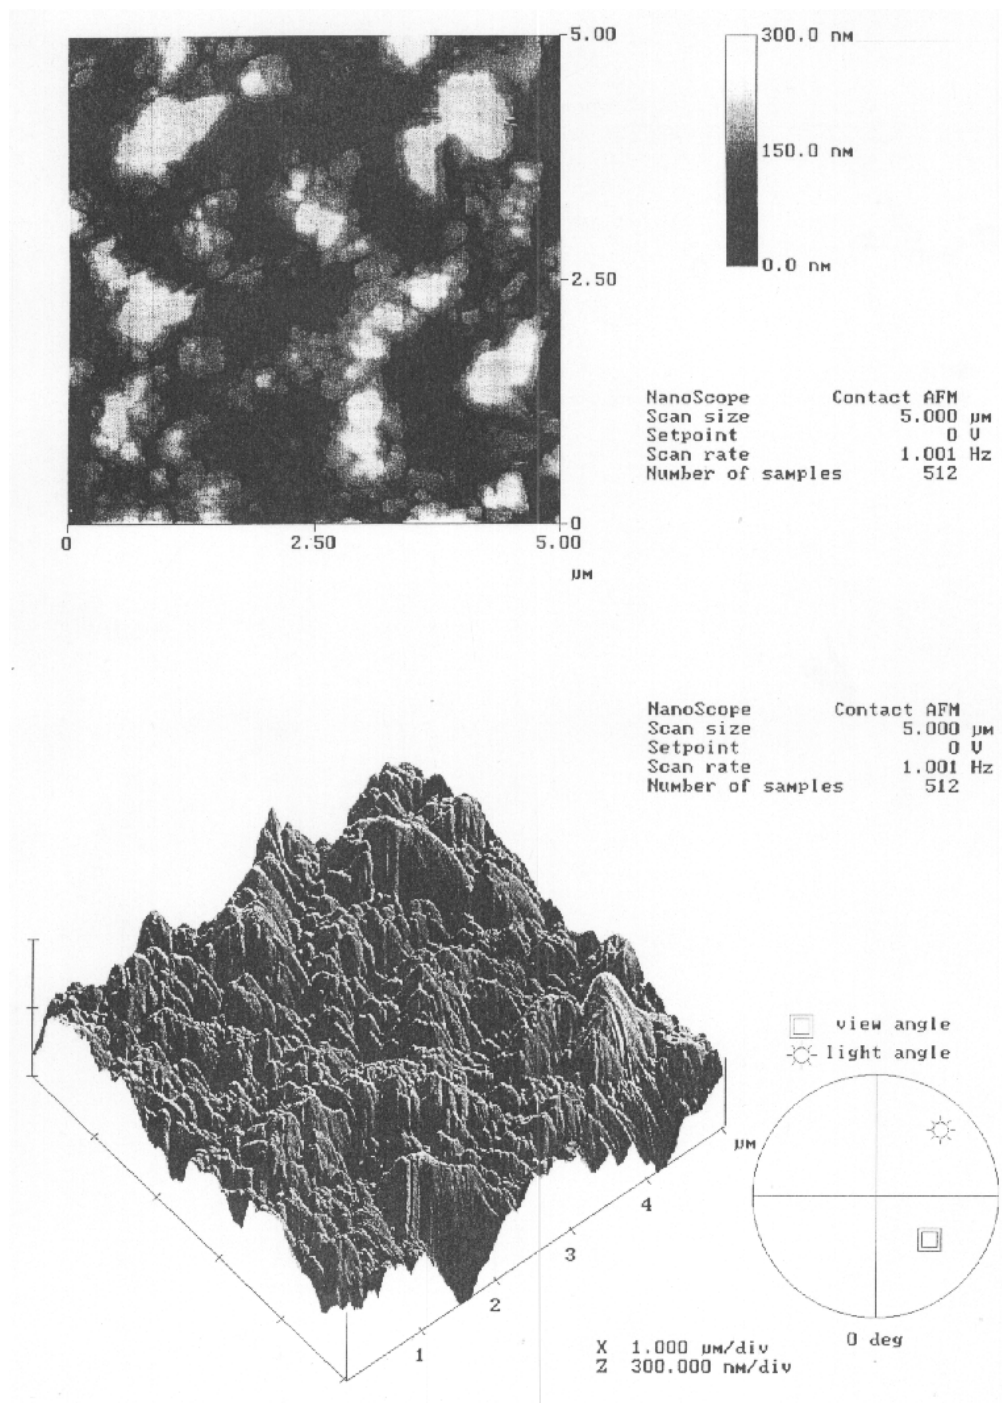 5.00
300.0 nM
150.0 nM
0.0 nM
2.50
NanoScope Contact AFM
Scan size 5.000 µM
Setpoint 0 V
Scan rate 1.001 Hz
Number of samples 512
0
0 2.50 5.00
µM
NanoScope Contact AFM
Scan size 5.000 µM
Setpoint 0 V
Scan rate 1.001 Hz
Number of samples 512
view angle
light angle
µM
4
3
2
1
X 1.000 µM/div
Z 300.000 nM/div
0 deg